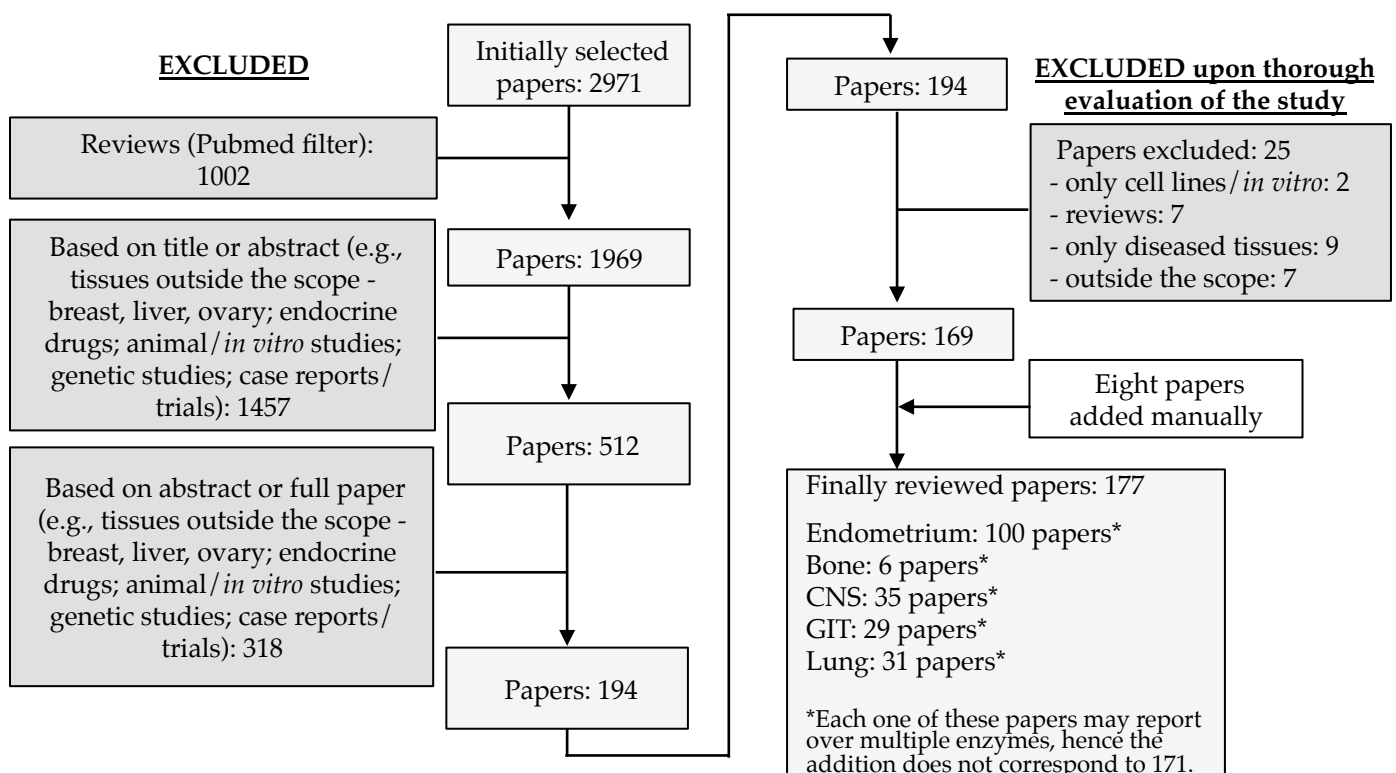 EXCLUDED
Initially selected
papers: 2971
Reviews (Pubmed filter):
1002
Papers: 1969
Based on title or abstract (e.g.,
tissues outside the scope -
breast, liver, ovary; endocrine
drugs; animal/in vitro studies;
genetic studies; case reports/
trials): 1457
Papers: 512
Based on abstract or full paper
(e.g., tissues outside the scope -
breast, liver, ovary; endocrine
drugs; animal/in vitro studies;
genetic studies; case reports/
trials): 318
Papers: 194
Papers: 194
EXCLUDED upon thorough
evaluation of the study
Papers excluded: 25
- only cell lines/in vitro: 2
- reviews: 7
- only diseased tissues: 9
- outside the scope: 7
Papers: 169
Eight papers
added manually
Finally reviewed papers: 177
Endometrium: 100 papers*
Bone: 6 papers*
CNS: 35 papers*
GIT: 29 papers*
Lung: 31 papers*
*Each one of these papers may report
over multiple enzymes, hence the
addition does not correspond to 171.